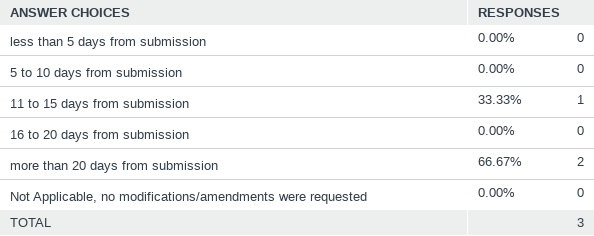 ANSWER CHOICES RESPONSES
less than 5 days from submission 0.00% 0
5 to 10 days from submission 0.00% 0
11 to 15 days from submission 33.33% 1
16 to 20 days from submission 0.00% 0
more than 20 days from submission 66.67% 2
Not Applicable, no modifications/amendments were requested 0.00% 0
TOTAL 3